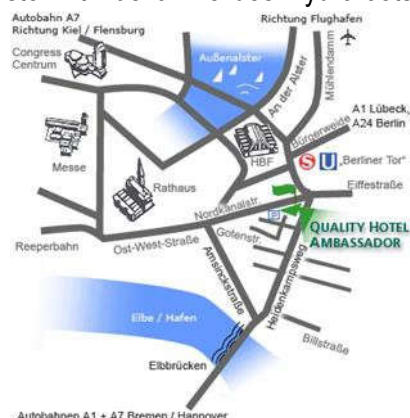 Autobahn A7
Richtung Kiel / Flensburg
Richtung Flughafen
Congress
Centrum
Außenalster
An der Alster
Mühlendamm
A1 Lübeck,
A24 Berlin
Bürgerweide
HBF
S U „Berliner Tor"
Messe
Rathaus
Eiffestraße
Nordkanalstr.
P
Gotenstr.
QUALITY HOTEL
AMBASSADOR
Reeperbahn
Ost-West-Straße
Amsinckstraße
Heidenkampsweg
Elbe / Hafen
Billstraße
Elbbrücken
Autobahnen A1 + A7 Bremen / Hannover